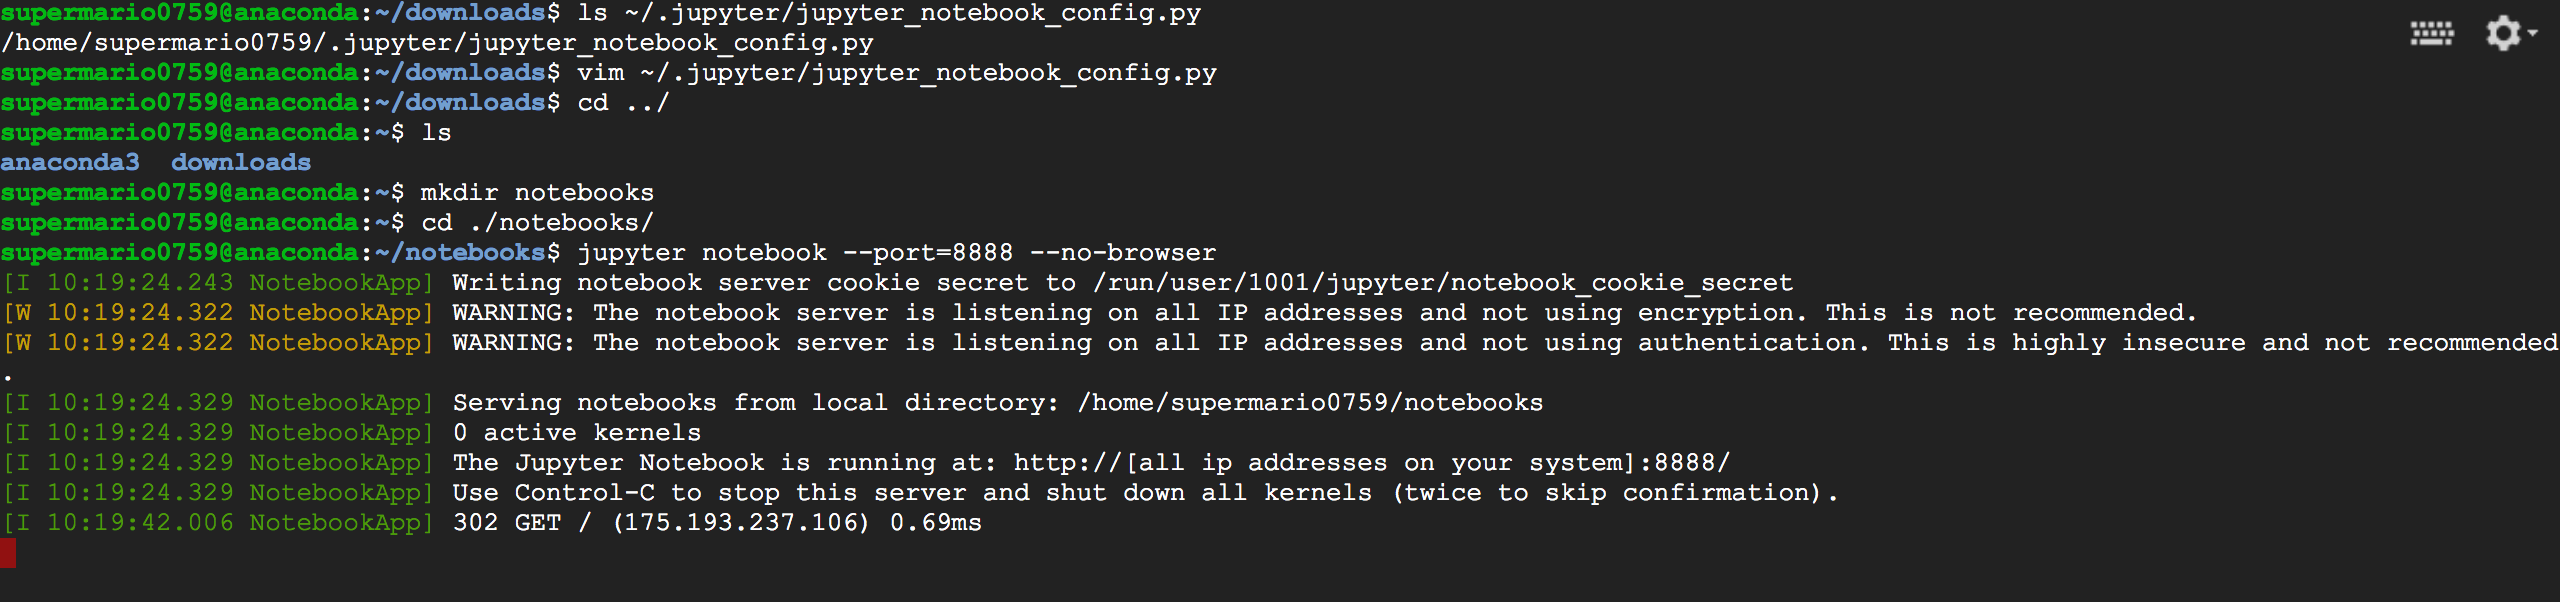 supermario0759@anaconda:~/downloads$ ls ~/.jupyter/jupyter_notebook_config.py
/home/supermario0759/.jupyter/jupyter_notebook_config.py
supermario0759@anaconda:~/downloads$ vim ~/.jupyter/jupyter_notebook_config.py
supermario0759@anaconda:~/downloads$ cd ../
supermario0759@anaconda:~$ ls
anaconda3  downloads
supermario0759@anaconda:~$ mkdir notebooks
supermario0759@anaconda:~$ cd ./notebooks/
supermario0759@anaconda:~/notebooks$ jupyter notebook --port=8888 --no-browser
[I 10:19:24.243 NotebookApp] Writing notebook server cookie secret to /run/user/1001/jupyter/notebook_cookie_secret
[W 10:19:24.322 NotebookApp] WARNING: The notebook server is listening on all IP addresses and not using encryption. This is not recommended.
[W 10:19:24.322 NotebookApp] WARNING: The notebook server is listening on all IP addresses and not using authentication. This is highly insecure and not recommended
.
[I 10:19:24.329 NotebookApp] Serving notebooks from local directory: /home/supermario0759/notebooks
[I 10:19:24.329 NotebookApp] 0 active kernels
[I 10:19:24.329 NotebookApp] The Jupyter Notebook is running at: http://[all ip addresses on your system]:8888/
[I 10:19:24.329 NotebookApp] Use Control-C to stop this server and shut down all kernels (twice to skip confirmation).
[I 10:19:42.006 NotebookApp] 302 GET / (175.193.237.106) 0.69ms